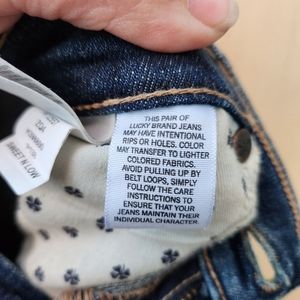 THIS PAIR OF
LUCKY BRAND JEANS
MAY HAVE INTENTIONAL
RIPS OR HOLES. COLOR
MAY TRANSFER TO LIGHTER
COLORED FABRICS.
AVOID PULLING UP BY
BELT LOOPS, SIMPLY
FOLLOW THE CARE
INSTRUCTIONS TO
ENSURE THAT YOUR
JEANS MAINTAIN THEIR
INDIVIDUAL CHARACTER.
SWEET N LOW